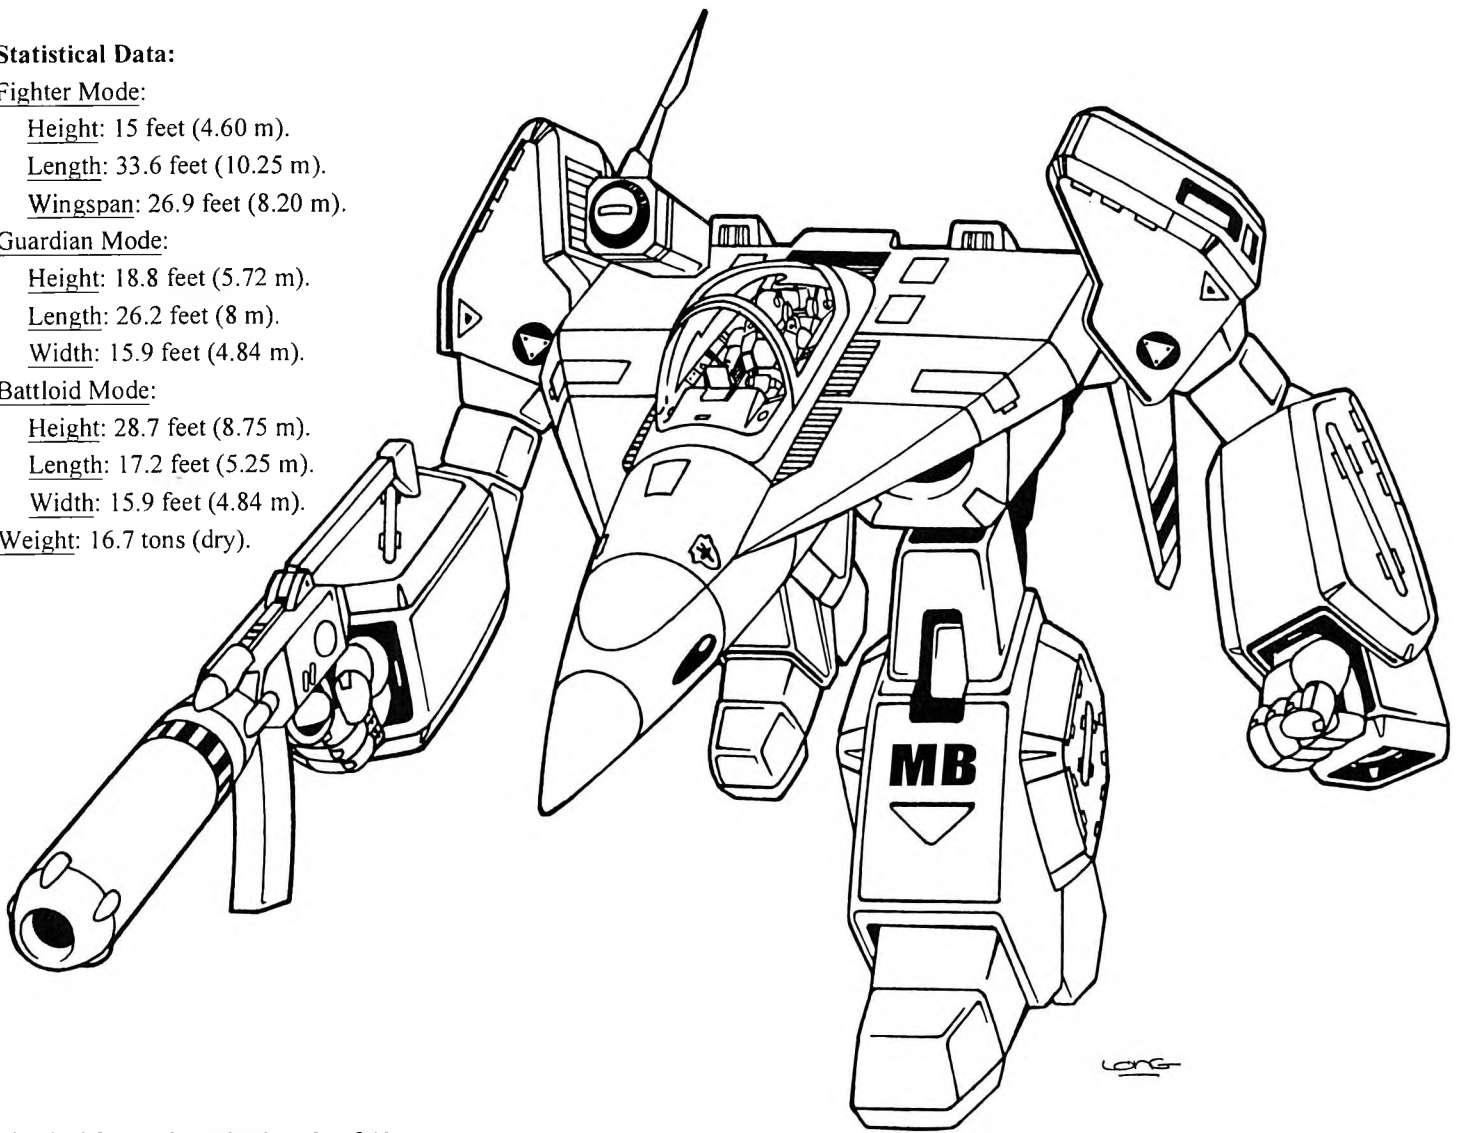 Statistical Data:
Fighter Mode:
Height: 15 feet (4.60 m).
Length: 33.6 feet (10.25 m).
Wingspan: 26.9 feet (8.20 m).
Guardian Mode:
Height: 18.8 feet (5.72 m).
Length: 26.2 feet (8 m).
Width: 15.9 feet (4.84 m).
Battloid Mode:
Height: 28.7 feet (8.75 m).
Length: 17.2 feet (5.25 m).
Width: 15.9 feet (4.84 m).
Weight: 16.7 tons (dry).
MB
LONG